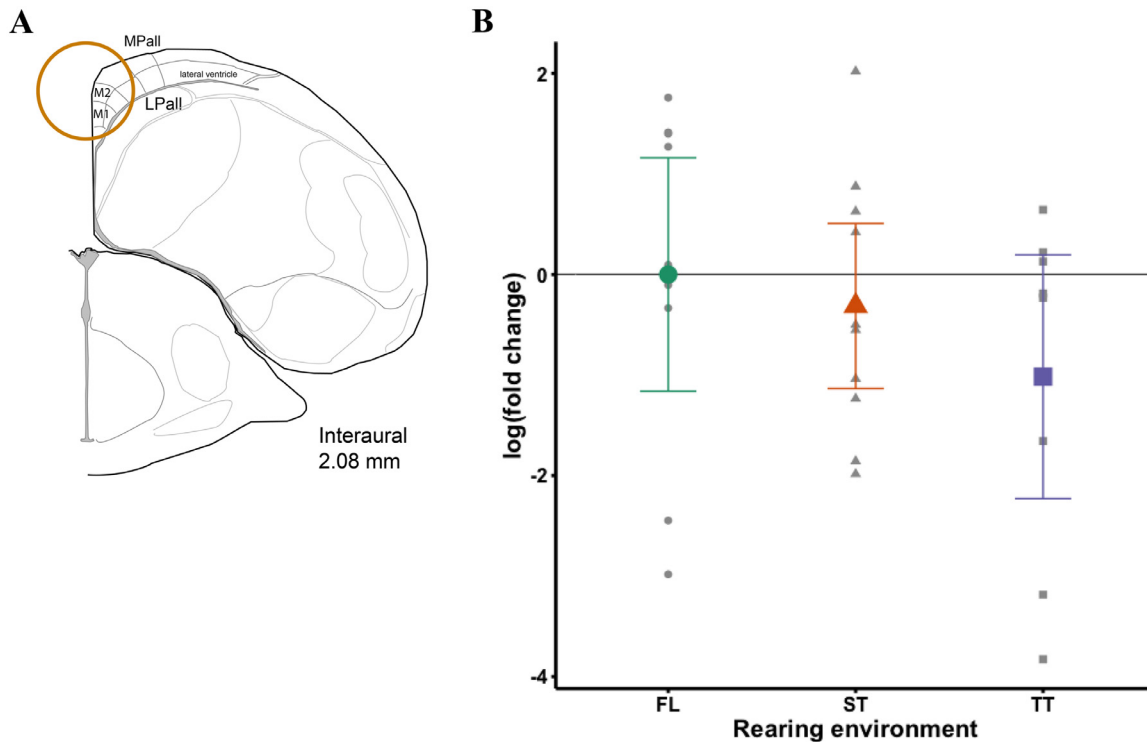 A
MPall
lateral ventricle
M2
LPall
M1
Interaural
2.08 mm
B
log(fold change)
2
0
-2
-4
FL
ST
TT
Rearing environment